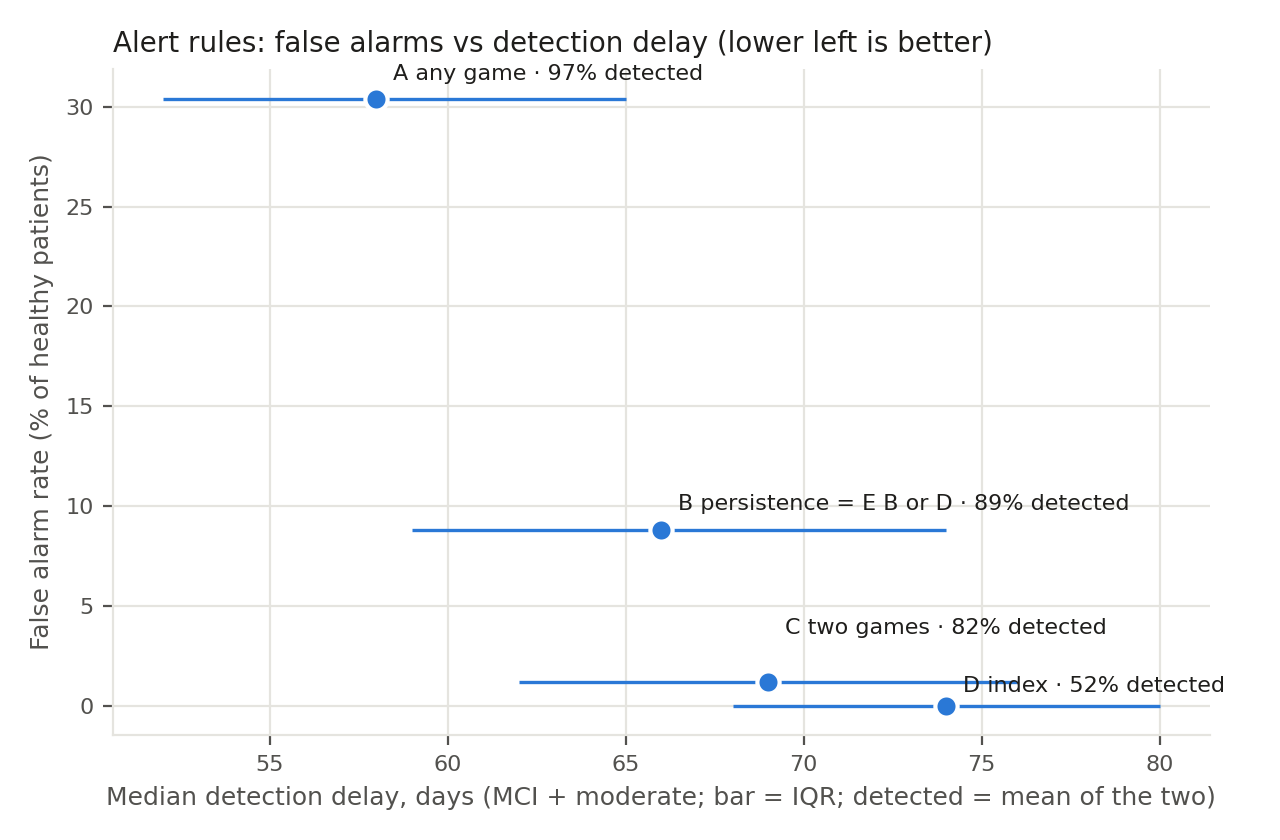 Alert rules: false alarms vs detection delay (lower left is better)
A any game · 97% detected
30
25
20
15
10
5
0
False alarm rate (% of healthy patients)
B persistence = E B or D · 89% detected
C two games · 82% detected
D index · 52% detected
55
60
65
70
75
80
Median detection delay, days (MCI + moderate; bar = IQR; detected = mean of the two)